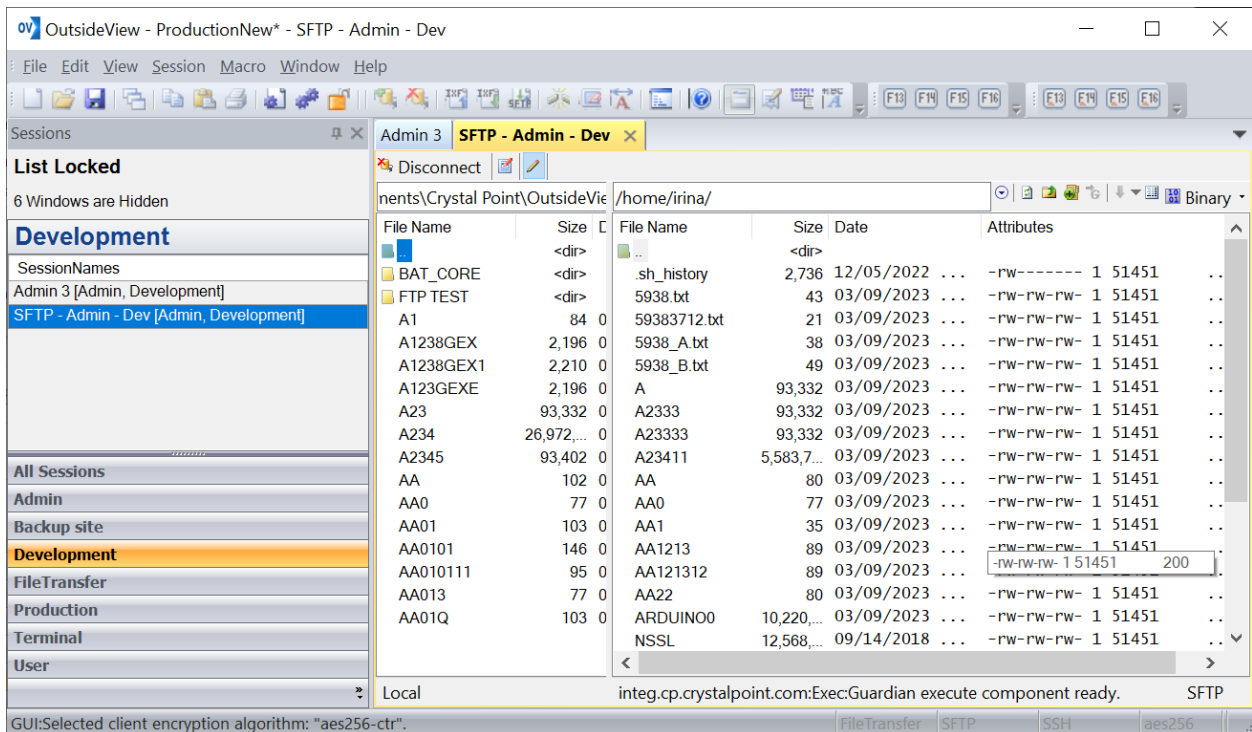 OutsideView - ProductionNew* - SFTP - Admin - Dev
File Edit View Session Macro Window Help
F13 F14 F15 F16 F13 F14 F15 F16
Sessions
List Locked
6 Windows are Hidden
Development
SessionNames
Admin 3 [Admin, Development]
SFTP - Admin - Dev [Admin, Development]
All Sessions
Admin
Backup site
Development
FileTransfer
Production
Terminal
User
Admin 3 SFTP - Admin - Dev
Disconnect
nents\Crystal Point\OutsideVie
File Name Size D
.. <dir>
BAT_CORE <dir>
FTP TEST <dir>
A1 84 0
A1238GEX 2,196 0
A1238GEX1 2,210 0
A123GEXE 2,196 0
A23 93,332 0
A234 26,972,... 0
A2345 93,402 0
AA 102 0
AA0 77 0
AA01 103 0
AA0101 146 0
AA010111 95 0
AA013 77 0
AA01Q 103 0
/home/irina/ Binary
File Name Size Date Attributes
.. <dir>
.sh_history 2,736 12/05/2022 ... -rw------- 1 51451 ..
5938.txt 43 03/09/2023 ... -rw-rw-rw- 1 51451 ..
59383712.txt 21 03/09/2023 ... -rw-rw-rw- 1 51451 ..
5938_A.txt 38 03/09/2023 ... -rw-rw-rw- 1 51451 ..
5938_B.txt 49 03/09/2023 ... -rw-rw-rw- 1 51451 ..
A 93,332 03/09/2023 ... -rw-rw-rw- 1 51451 ..
A2333 93,332 03/09/2023 ... -rw-rw-rw- 1 51451 ..
A23333 93,332 03/09/2023 ... -rw-rw-rw- 1 51451 ..
A23411 5,583,7... 03/09/2023 ... -rw-rw-rw- 1 51451 ..
AA 80 03/09/2023 ... -rw-rw-rw- 1 51451 ..
AA0 77 03/09/2023 ... -rw-rw-rw- 1 51451 ..
AA1 35 03/09/2023 ... -rw-rw-rw- 1 51451 ..
AA1213 89 03/09/2023 ... -rw-rw-rw- 1 51451 .
-rw-rw-rw- 1 51451 200
AA121312 89 03/09/2023 ...
AA22 80 03/09/2023 ... -rw-rw-rw- 1 51451 ..
ARDUINO0 10,220,... 03/09/2023 ... -rw-rw-rw- 1 51451 ..
NSSL 12,568,... 09/14/2018 ... -rw-rw-rw- 1 51451 ..
Local integ.cp.crystalpoint.com:Exec:Guardian execute component ready. SFTP
GUI:Selected client encryption algorithm: "aes256-ctr". FileTransfer SFTP SSH aes256